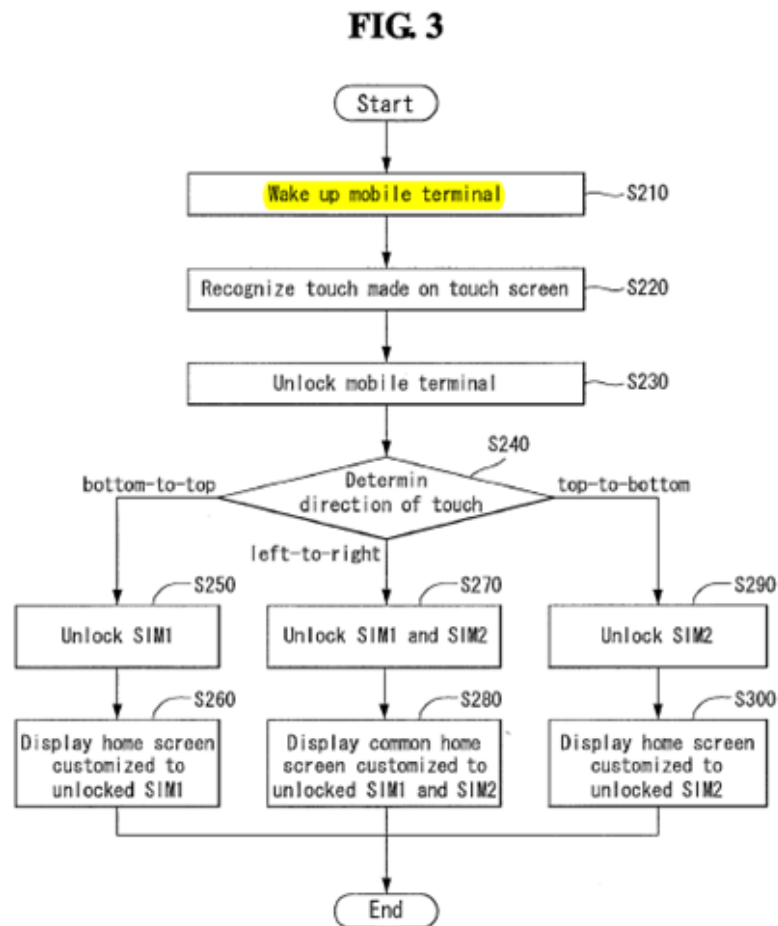 FIG. 3
Start
Wake up mobile terminal
S210
Recognize touch made on touch screen
S220
Unlock mobile terminal
S230
S240
Determin
direction of touch
bottom-to-top
left-to-right
top-to-bottom
S250
Unlock SIM1
S270
Unlock SIM1 and SIM2
S290
Unlock SIM2
S260
Display home screen
customized to
unlocked SIM1
S280
Display common home
screen customized to
unlocked SIM1 and SIM2
S300
Display home screen
customized to
unlocked SIM2
End